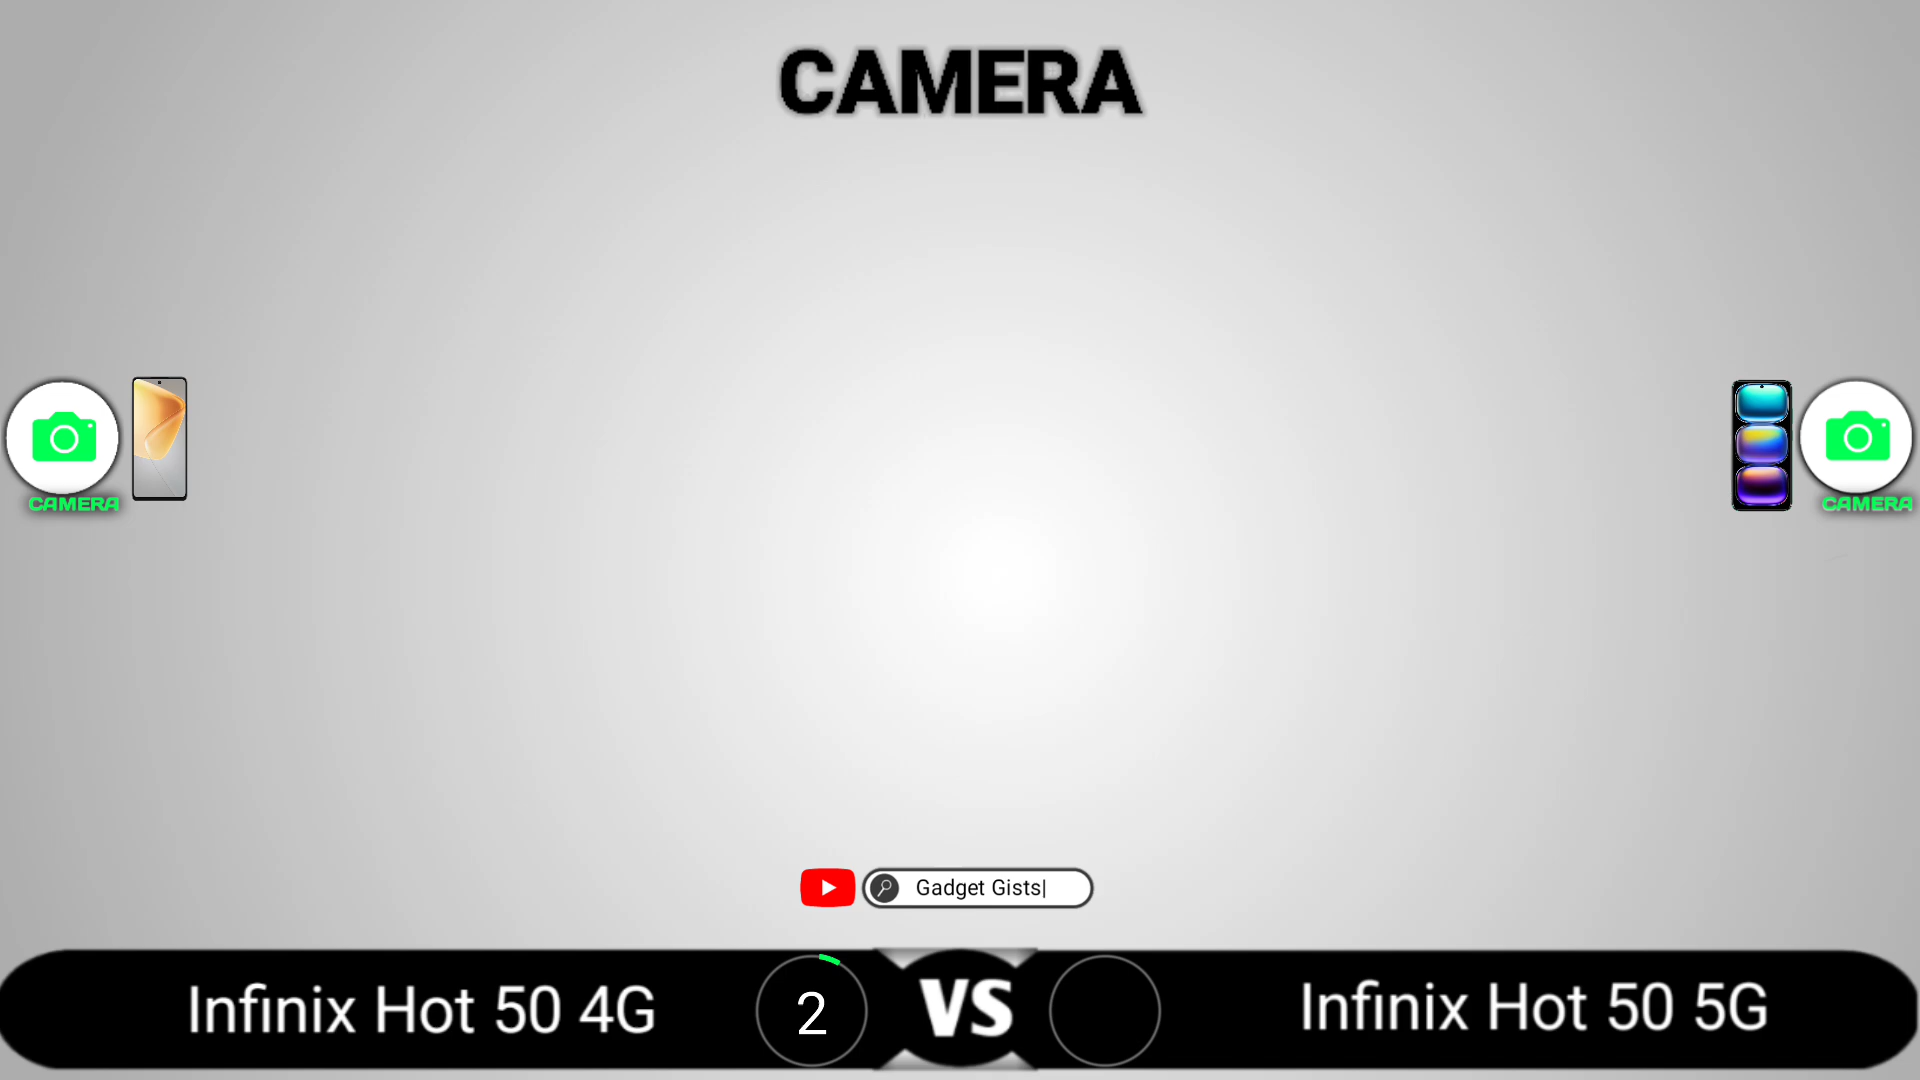 CAMERA
CAMERA
CAMERA
Gadget Gists|
Infinix Hot 50 4G
2
VS
Infinix Hot 50 5G